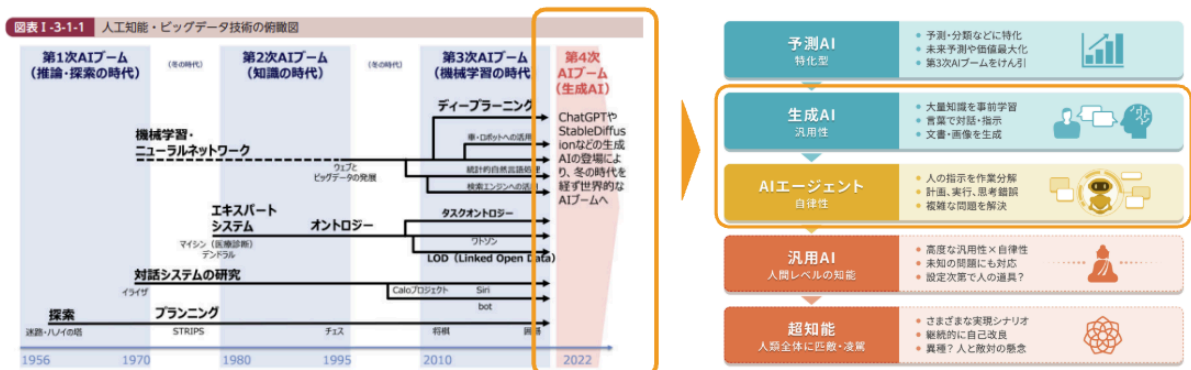 図表Ⅰ-3-1-1 人工知能・ビッグデータ技術の俯瞰図
第1次AIブーム
(推論・探索の時代)
(冬の時代)
第2次AIブーム
(知識の時代)
(冬の時代)
第3次AIブーム
(機械学習の時代)
第4次
AIブーム
(生成AI)
ディープラーニング
ChatGPTや
StableDiffus
ionなどの生成
AIの登場によ
り、冬の時代を
経ず世界的な
AIブームへ
機械学習・
ニューラルネットワーク
車・ロボットへの活用
ウェブと
ビッグデータの発展
統計的自然言語処理
検索エンジンへの活用
エキスパート
システム
オントロジー
タスクオントロジー
マイシン(医療診断)
デンドラル
ワトソン
LOD(Linked Open Data)
対話システムの研究
イライザ
Caloプロジェクト
Siri
bot
探索
プランニング
迷路・ハノイの塔
STRIPS
チェス
将棋
囲碁
1956
1970
1980
1995
2010
2022
予測AI
特化型
• 予測・分類などに特化
• 未来予測や価値最大化
• 第3次AIブームをけん引
生成AI
汎用性
• 大量知識を事前学習
• 言葉で対話・指示
• 文書・画像を生成
AIエージェント
自律性
• 人の指示を作業分解
• 計画、実行、思考錯誤
• 複雑な問題を解決
汎用AI
人間レベルの知能
• 高度な汎用性×自律性
• 未知の問題にも対応
• 設定次第で人の道具?
超知能
人類全体に匹敵・凌駕
• さまざまな実現シナリオ
• 継続的に自己改良
• 異種?人と敵対の懸念